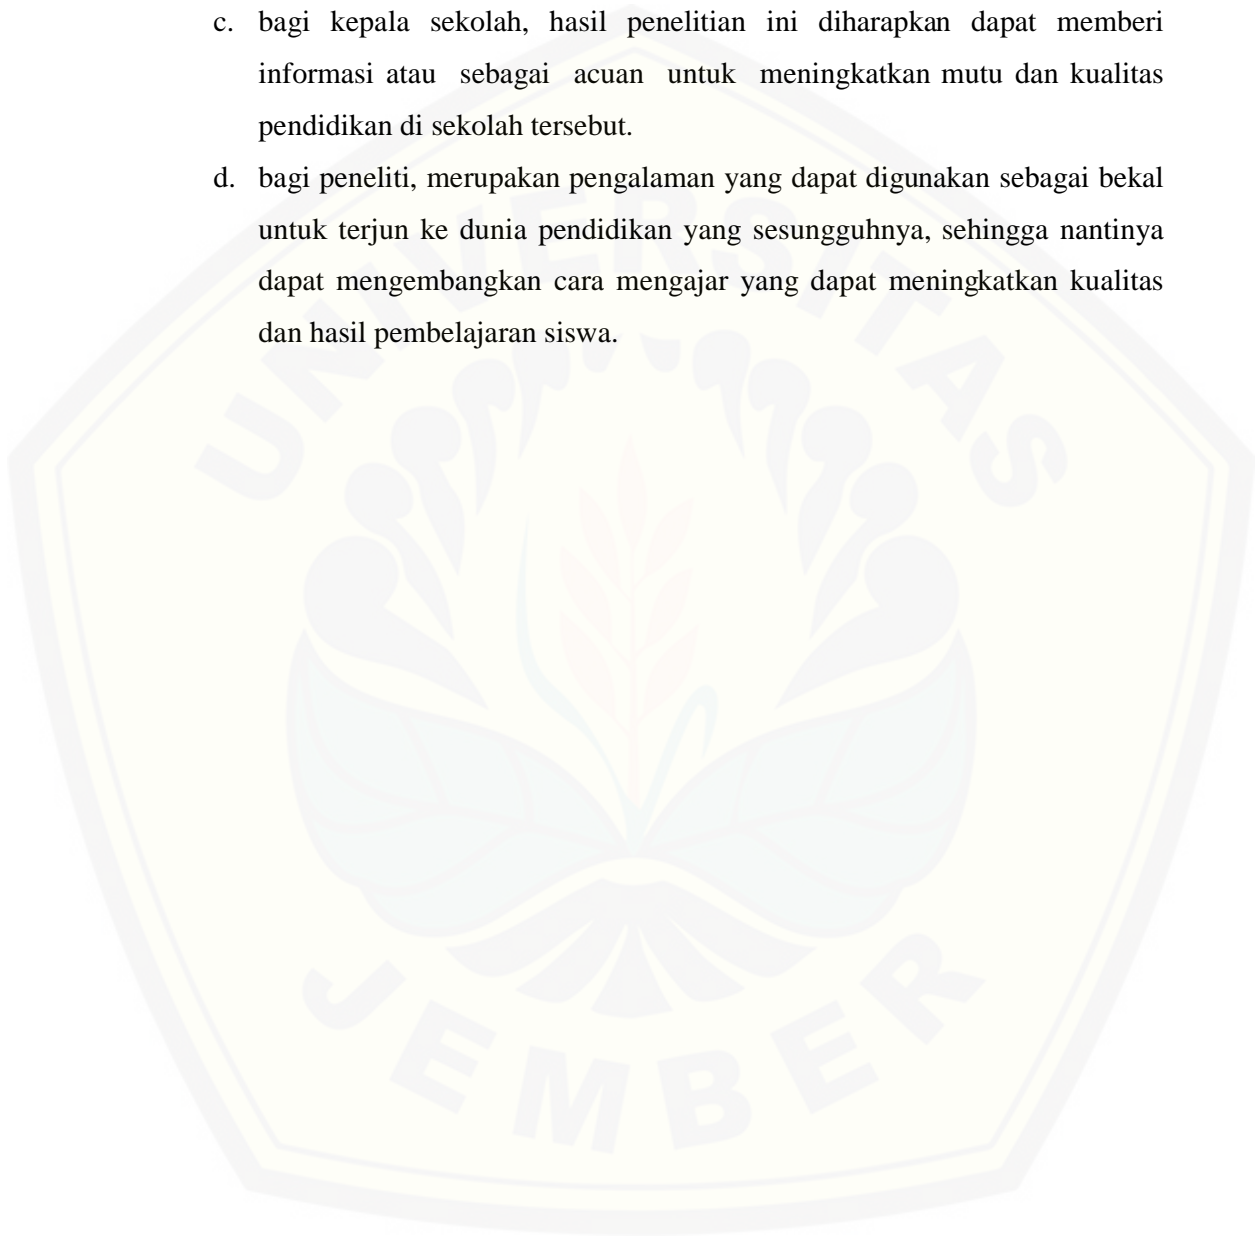 c. bagi kepala sekolah, hasil penelitian ini diharapkan dapat memberi
informasi atau sebagai acuan untuk meningkatkan mutu dan kualitas
pendidikan di sekolah tersebut.
d. bagi peneliti, merupakan pengalaman yang dapat digunakan sebagai bekal
untuk terjun ke dunia pendidikan yang sesungguhnya, sehingga nantinya
dapat mengembangkan cara mengajar yang dapat meningkatkan kualitas
dan hasil pembelajaran siswa.
UNIVERSITAS
JEMBER